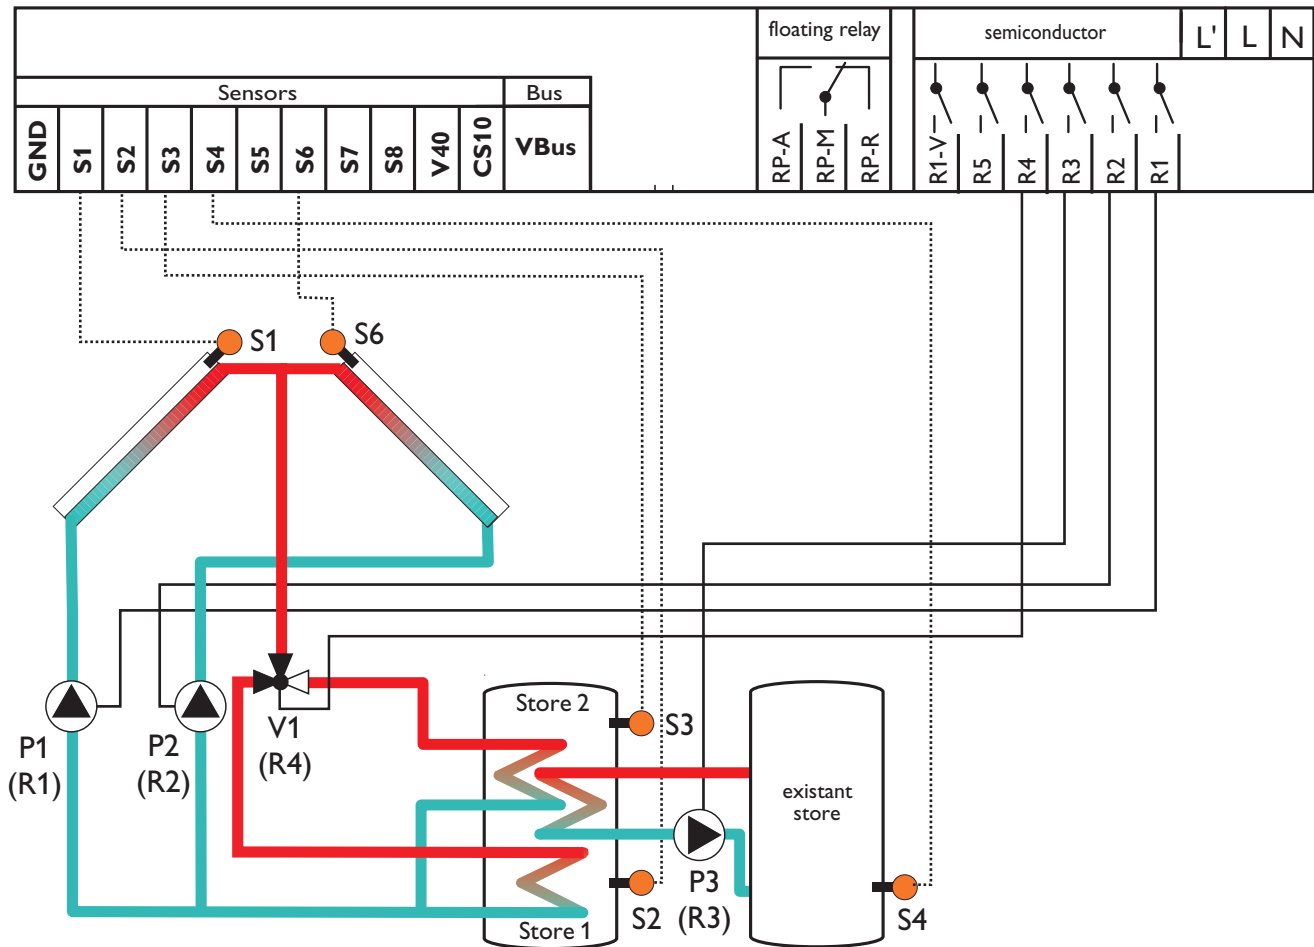 floating relay
semiconductor
L'
L
N
Sensors
Bus
GND
S1
S2
S3
S4
S5
S6
S7
S8
V40
CS10
VBus
RP-A
RP-M
RP-R
R1-V
R5
R4
R3
R2
R1
S1
S6
Store 2
S3
V1
(R4)
P1
(R1)
P2
(R2)
existant
store
P3
(R3)
S2
S4
Store 1